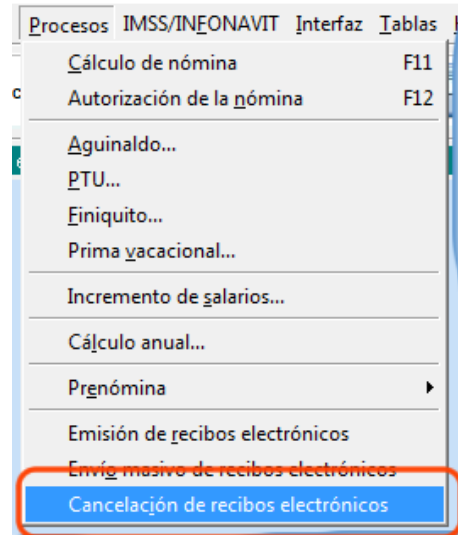 Procesos IMSS/INFONAVIT Interfaz Tablas
Cálculo de nómina F11
Autorización de la nómina F12
Aguinaldo...
PTU...
Finiquito...
Prima vacacional...
Incremento de salarios...
Cálculo anual...
Prenómina
Emisión de recibos electrónicos
Envío masivo de recibos electrónicos
Cancelación de recibos electrónicos